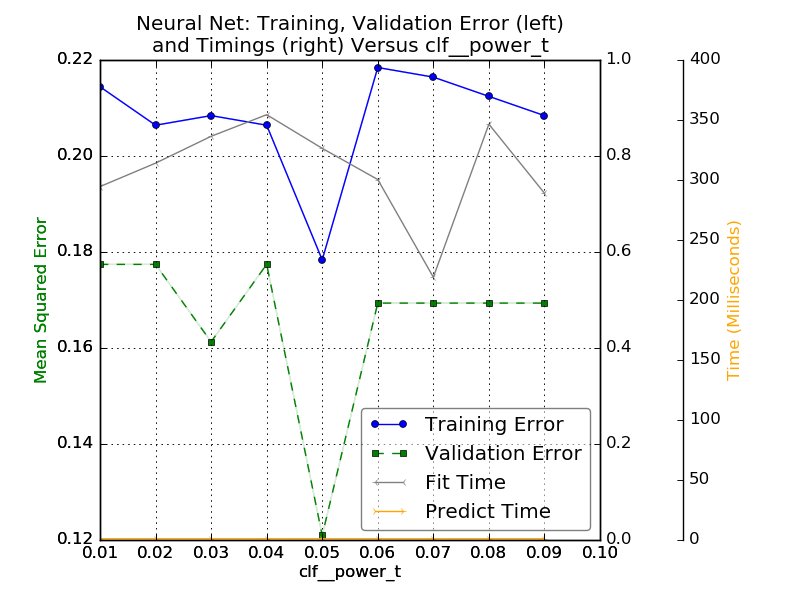 Neural Net: Training, Validation Error (left)
and Timings (right) Versus clf__power_t
Mean Squared Error
0.22
0.20
0.18
0.16
0.14
0.12
1.0
0.8
0.6
0.4
0.2
0.0
400
350
300
250
200
150
100
50
0
Time (Milliseconds)
Training Error
Validation Error
Fit Time
Predict Time
0.01 0.02 0.03 0.04 0.05 0.06 0.07 0.08 0.09 0.10
clf__power_t